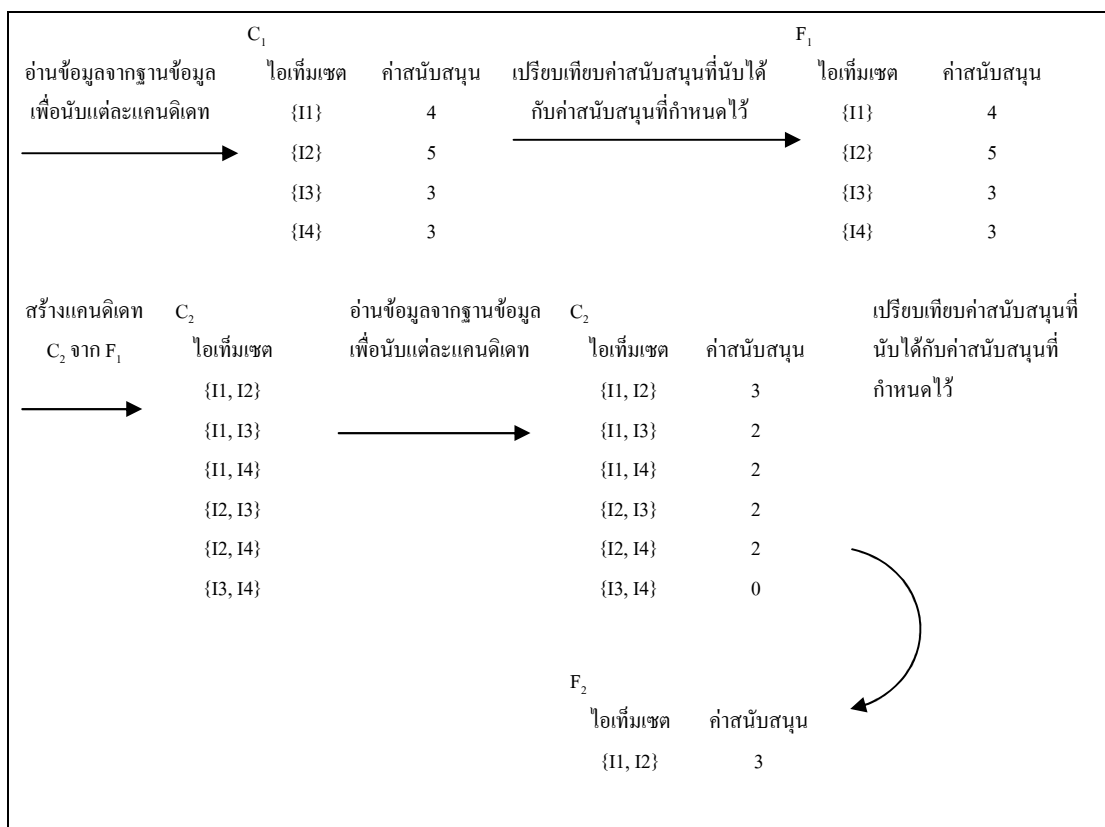 C1 F1
อ่านข้อมูลจากฐานข้อมูล ไอเท็มเซต ค่าสนับสนุน เปรียบเทียบค่าสนับสนุนที่นับได้ ไอเท็มเซต ค่าสนับสนุน
เพื่อนับแต่ละแคนดิเดท {I1} 4 กับค่าสนับสนุนที่กำหนดไว้ {I1} 4
{I2} 5 {I2} 5
{I3} 3 {I3} 3
{I4} 3 {I4} 3
สร้างแคนดิเดท C2 อ่านข้อมูลจากฐานข้อมูล C2 เปรียบเทียบค่าสนับสนุนที่
C2 จาก F1 ไอเท็มเซต เพื่อนับแต่ละแคนดิเดท ไอเท็มเซต ค่าสนับสนุน นับได้กับค่าสนับสนุนที่
{I1, I2} {I1, I2} 3 กำหนดไว้
{I1, I3} {I1, I3} 2
{I1, I4} {I1, I4} 2
{I2, I3} {I2, I3} 2
{I2, I4} {I2, I4} 2
{I3, I4} {I3, I4} 0
F2
ไอเท็มเซต ค่าสนับสนุน
{I1, I2} 3